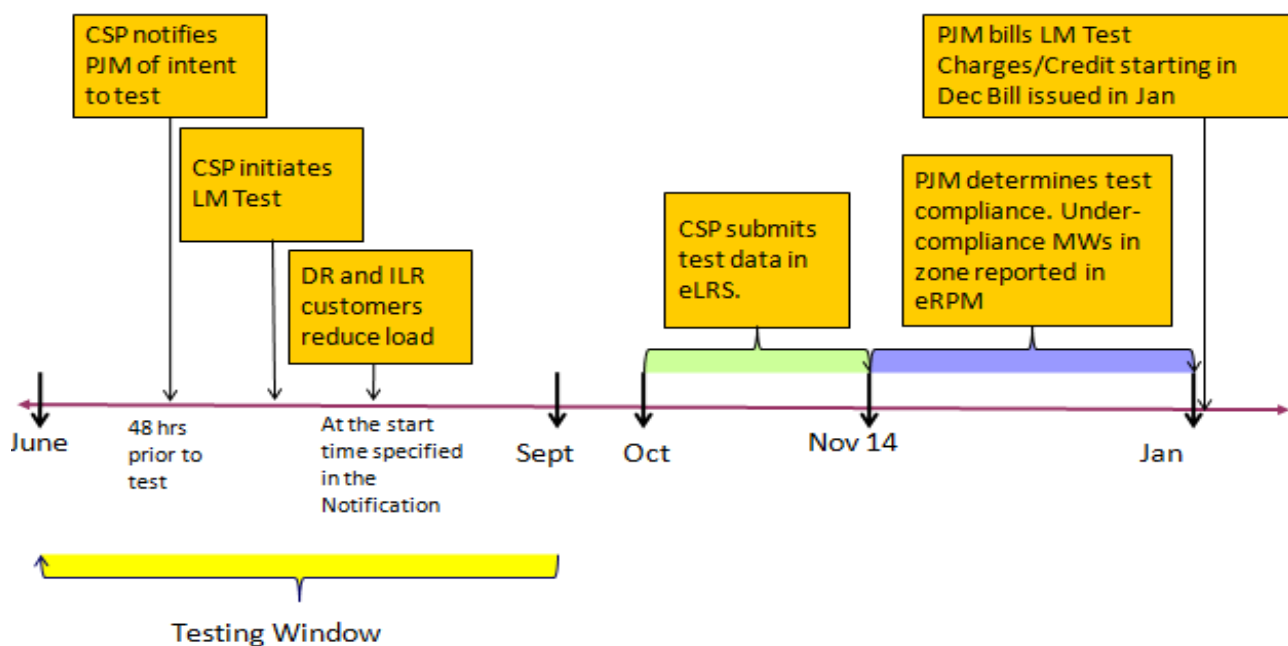 CSP notifies
PJM of intent
to test
CSP initiates
LM Test
DR and ILR
customers
reduce load
CSP submits
test data in
eLRS.
PJM determines test
compliance. Under-
compliance MWs in
zone reported in
eRPM
PJM bills LM Test
Charges/Credit starting in
Dec Bill issued in Jan
June
48 hrs
prior to
test
At the start
time specified
in the
Notification
Sept
Oct
Nov 14
Jan
Testing Window